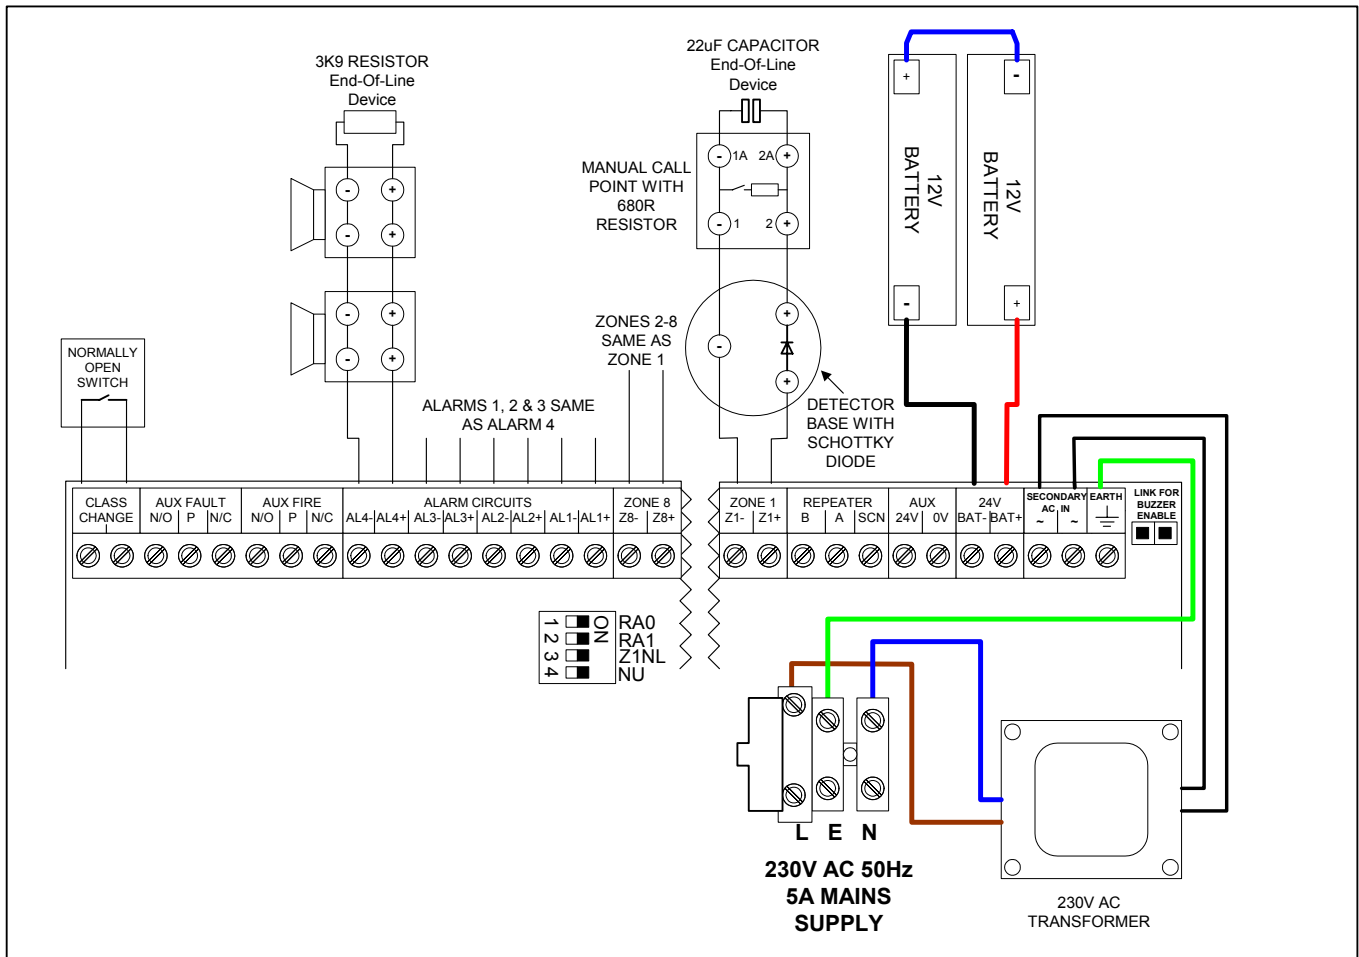 3K9 RESISTOR
End-Of-Line
Device
22uF CAPACITOR
End-Of-Line
Device
+ -
12V
BATTERY
12V
BATTERY
- +
MANUAL CALL
POINT WITH
680R
RESISTOR
- 1A 2A +
- 1 2 +
- +
- +
- +
- +
ZONES 2-8
SAME AS
ZONE 1
+
-
+
NORMALLY
OPEN
SWITCH
ALARMS 1, 2 & 3 SAME
AS ALARM 4
DETECTOR
BASE WITH
SCHOTTKY
DIODE
CLASS
CHANGE
AUX FAULT
N/O P N/C
AUX FIRE
N/O P N/C
ALARM CIRCUITS
AL4- AL4+ AL3- AL3+ AL2- AL2+ AL1- AL1+
ZONE 8
Z8- Z8+
ZONE 1
Z1- Z1+
REPEATER
B A SCN
AUX
24V 0V
24V
BAT- BAT+
SECONDARY
AC IN
~ ~
EARTH
LINK FOR
BUZZER
ENABLE
ON
1 RA0
2 RA1
3 Z1NL
4 NU
L E N
230V AC 50Hz
5A MAINS
SUPPLY
230V AC
TRANSFORMER